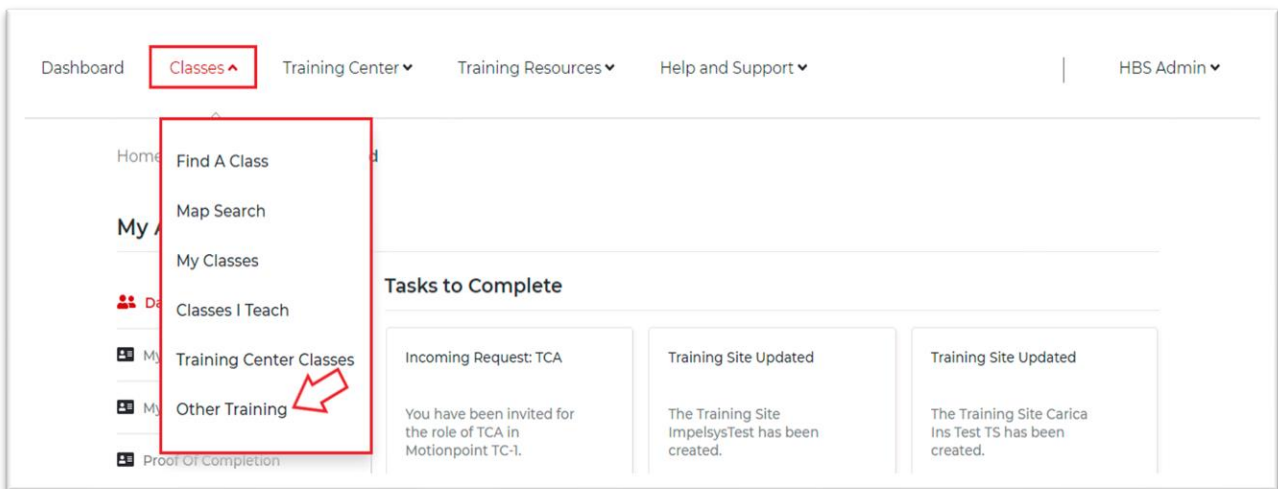 Dashboard Classes Training Center Training Resources Help and Support HBS Admin
Home
Find A Class
Map Search
My
My Classes
Classes I Teach
Training Center Classes
Other Training
My
My
Proof Of Completion
Tasks to Complete
Incoming Request: TCA
You have been invited for
the role of TCA in
Motionpoint TC-1.
Training Site Updated
The Training Site
ImpelsysTest has been
created.
Training Site Updated
The Training Site Carica
Ins Test TS has been
created.